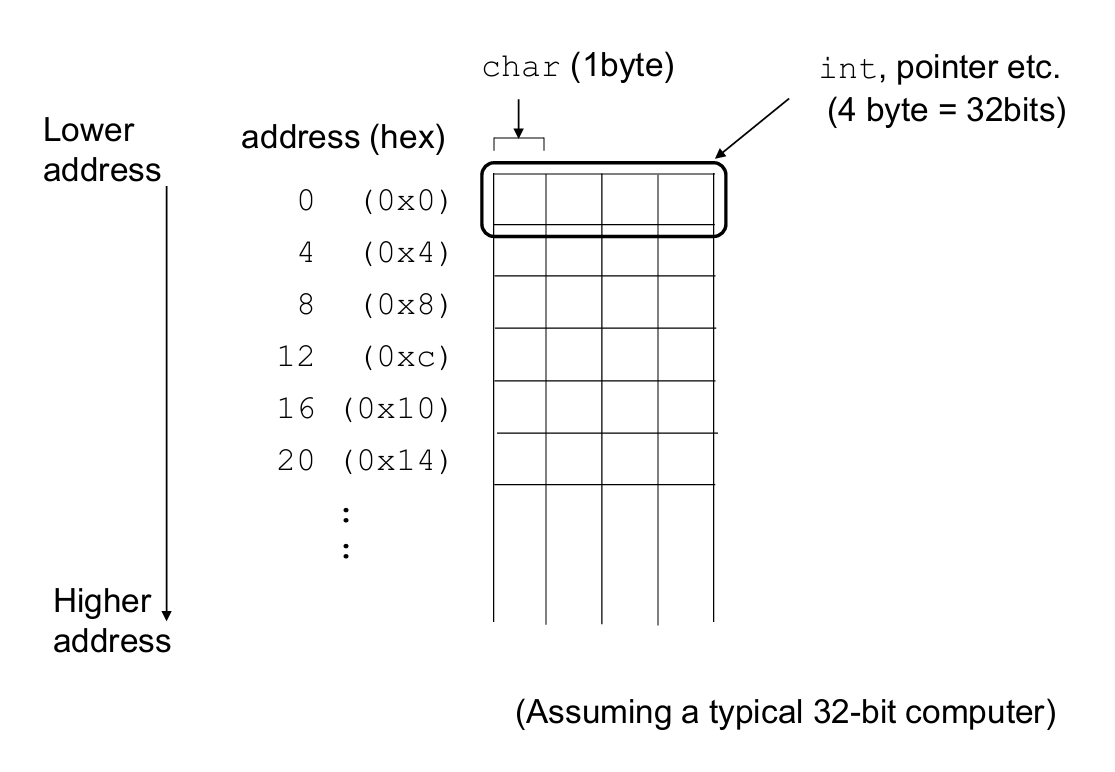 char (1byte)
int, pointer etc.
(4 byte = 32bits)
Lower
address
address (hex)
0 (0x0)
4 (0x4)
8 (0x8)
12 (0xc)
16 (0x10)
20 (0x14)
:
:
Higher
address
(Assuming a typical 32-bit computer)